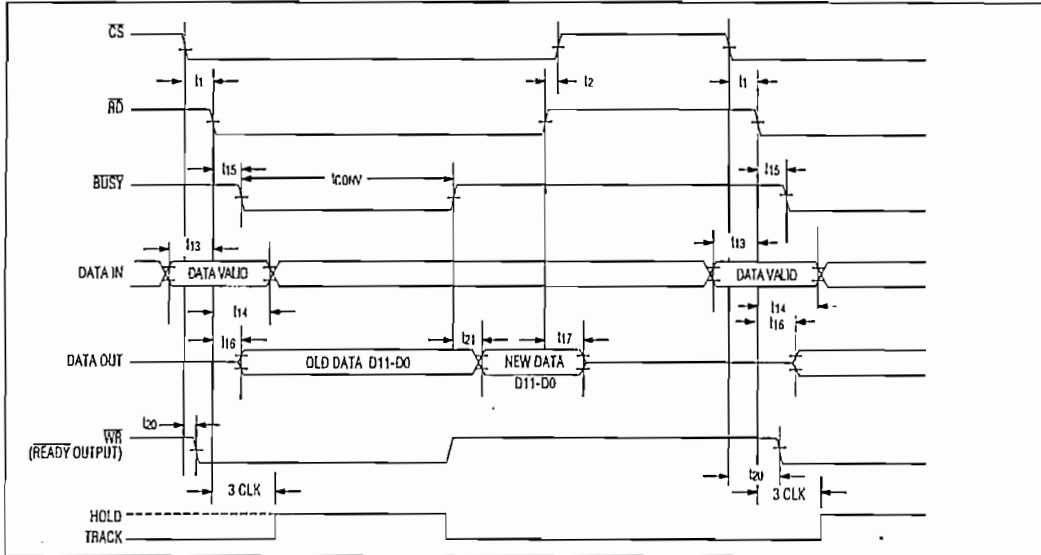 CS
t1
t2
t1
RD
t15
tCONV
t15
BUSY
t13
t13
DATA IN
DATA VALID
DATA VALID
t14
t14
t16
t16
t21
t17
DATA OUT
OLD DATA D11-D0
NEW DATA
D11-D0
t20
WR
(READY OUTPUT)
t20
3 CLK
3 CLK
HOLD
TRACK